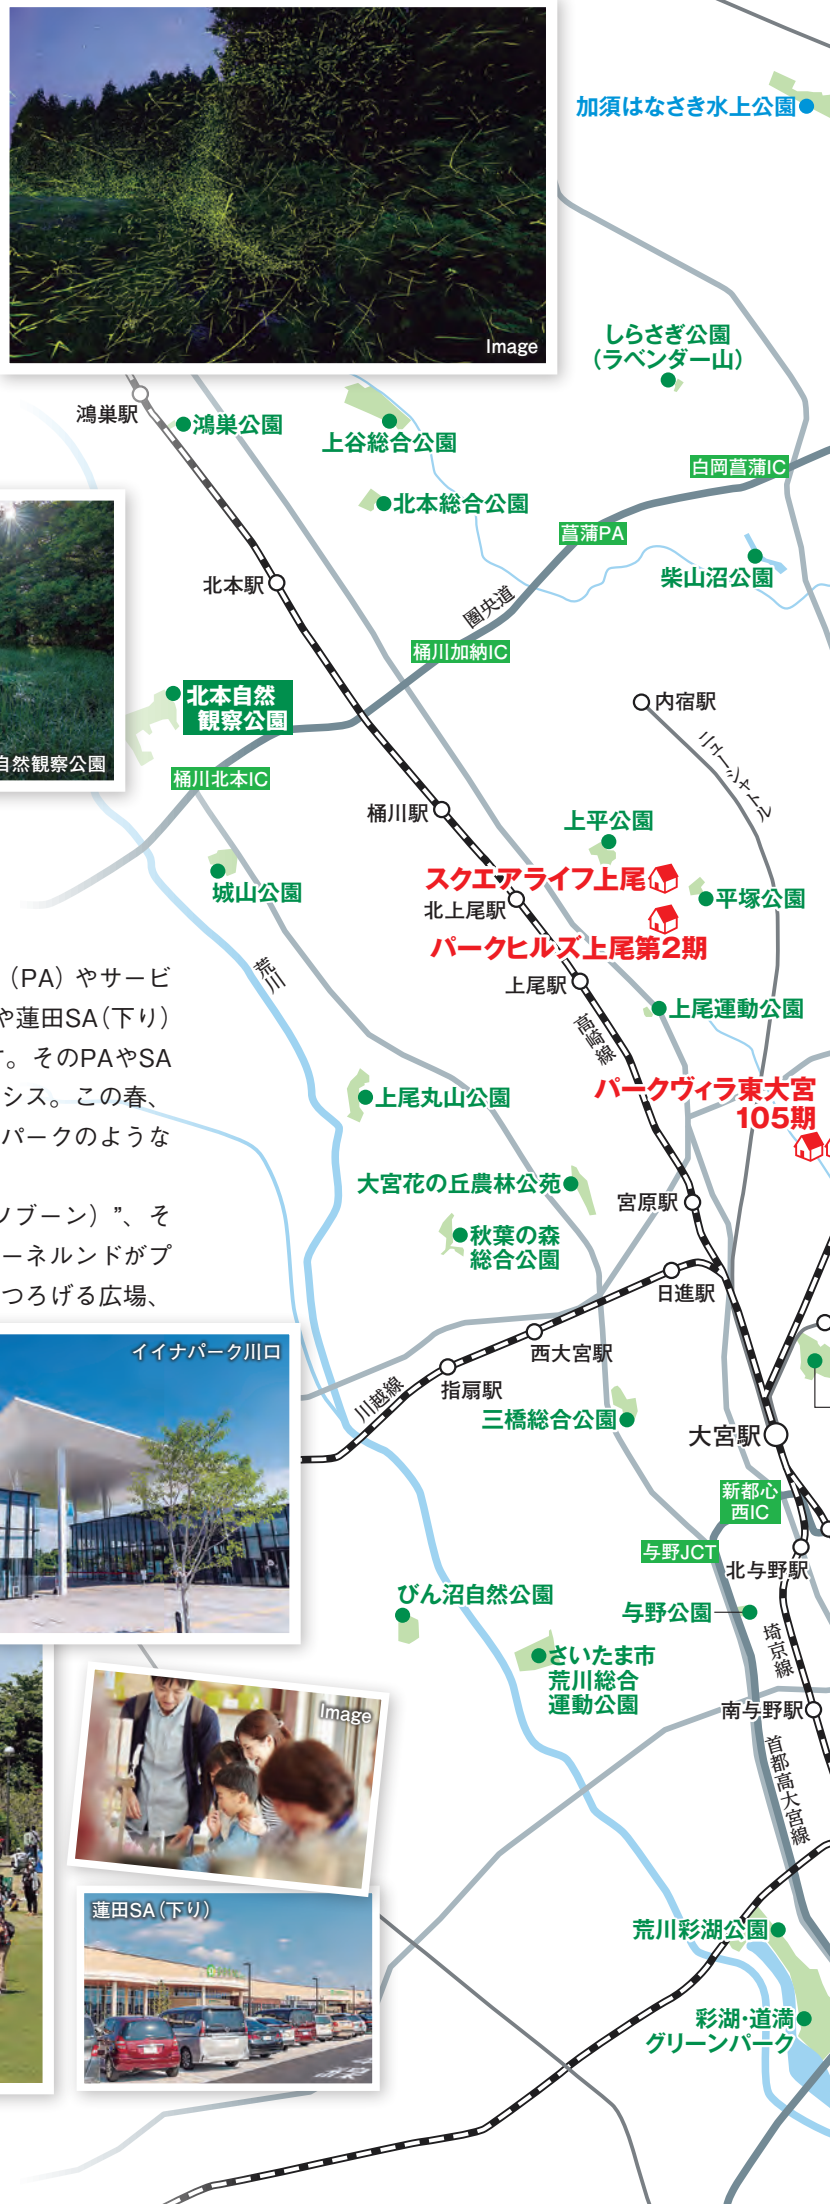 Image
加須はなさき水上公園
しらさぎ公園
（ラベンダー山）
鴻巣駅
鴻巣公園
上谷総合公園
白岡菖蒲IC
北本総合公園
菖蒲PA
柴山沼公園
北本駅
圏央道
桶川加納IC
北本自然
観察公園
内宿駅
ニューシャトル
自然観察公園
桶川北本IC
桶川駅
上平公園
城山公園
スクエアライフ上尾
平塚公園
北上尾駅
パークヒルズ上尾第2期
荒川
上尾駅
上尾運動公園
高崎線
（PA）やサービ
や蓮田SA（下り）
。そのPAやSA
シス。この春、
パークのような
ソブーン）”、そ
ーネルンドがプ
つろげる広場、
パークヴィラ東大宮
105期
上尾丸山公園
大宮花の丘農林公苑
宮原駅
秋葉の森
総合公園
日進駅
西大宮駅
指扇駅
川越線
イイナパーク川口
三橋総合公園
大宮駅
新都心
西IC
与野JCT
北与野駅
びん沼自然公園
与野公園
埼京線
さいたま市
荒川総合
運動公園
南与野駅
首都高大宮線
Image
蓮田SA（下り）
荒川彩湖公園
彩湖・道満
グリーンパーク